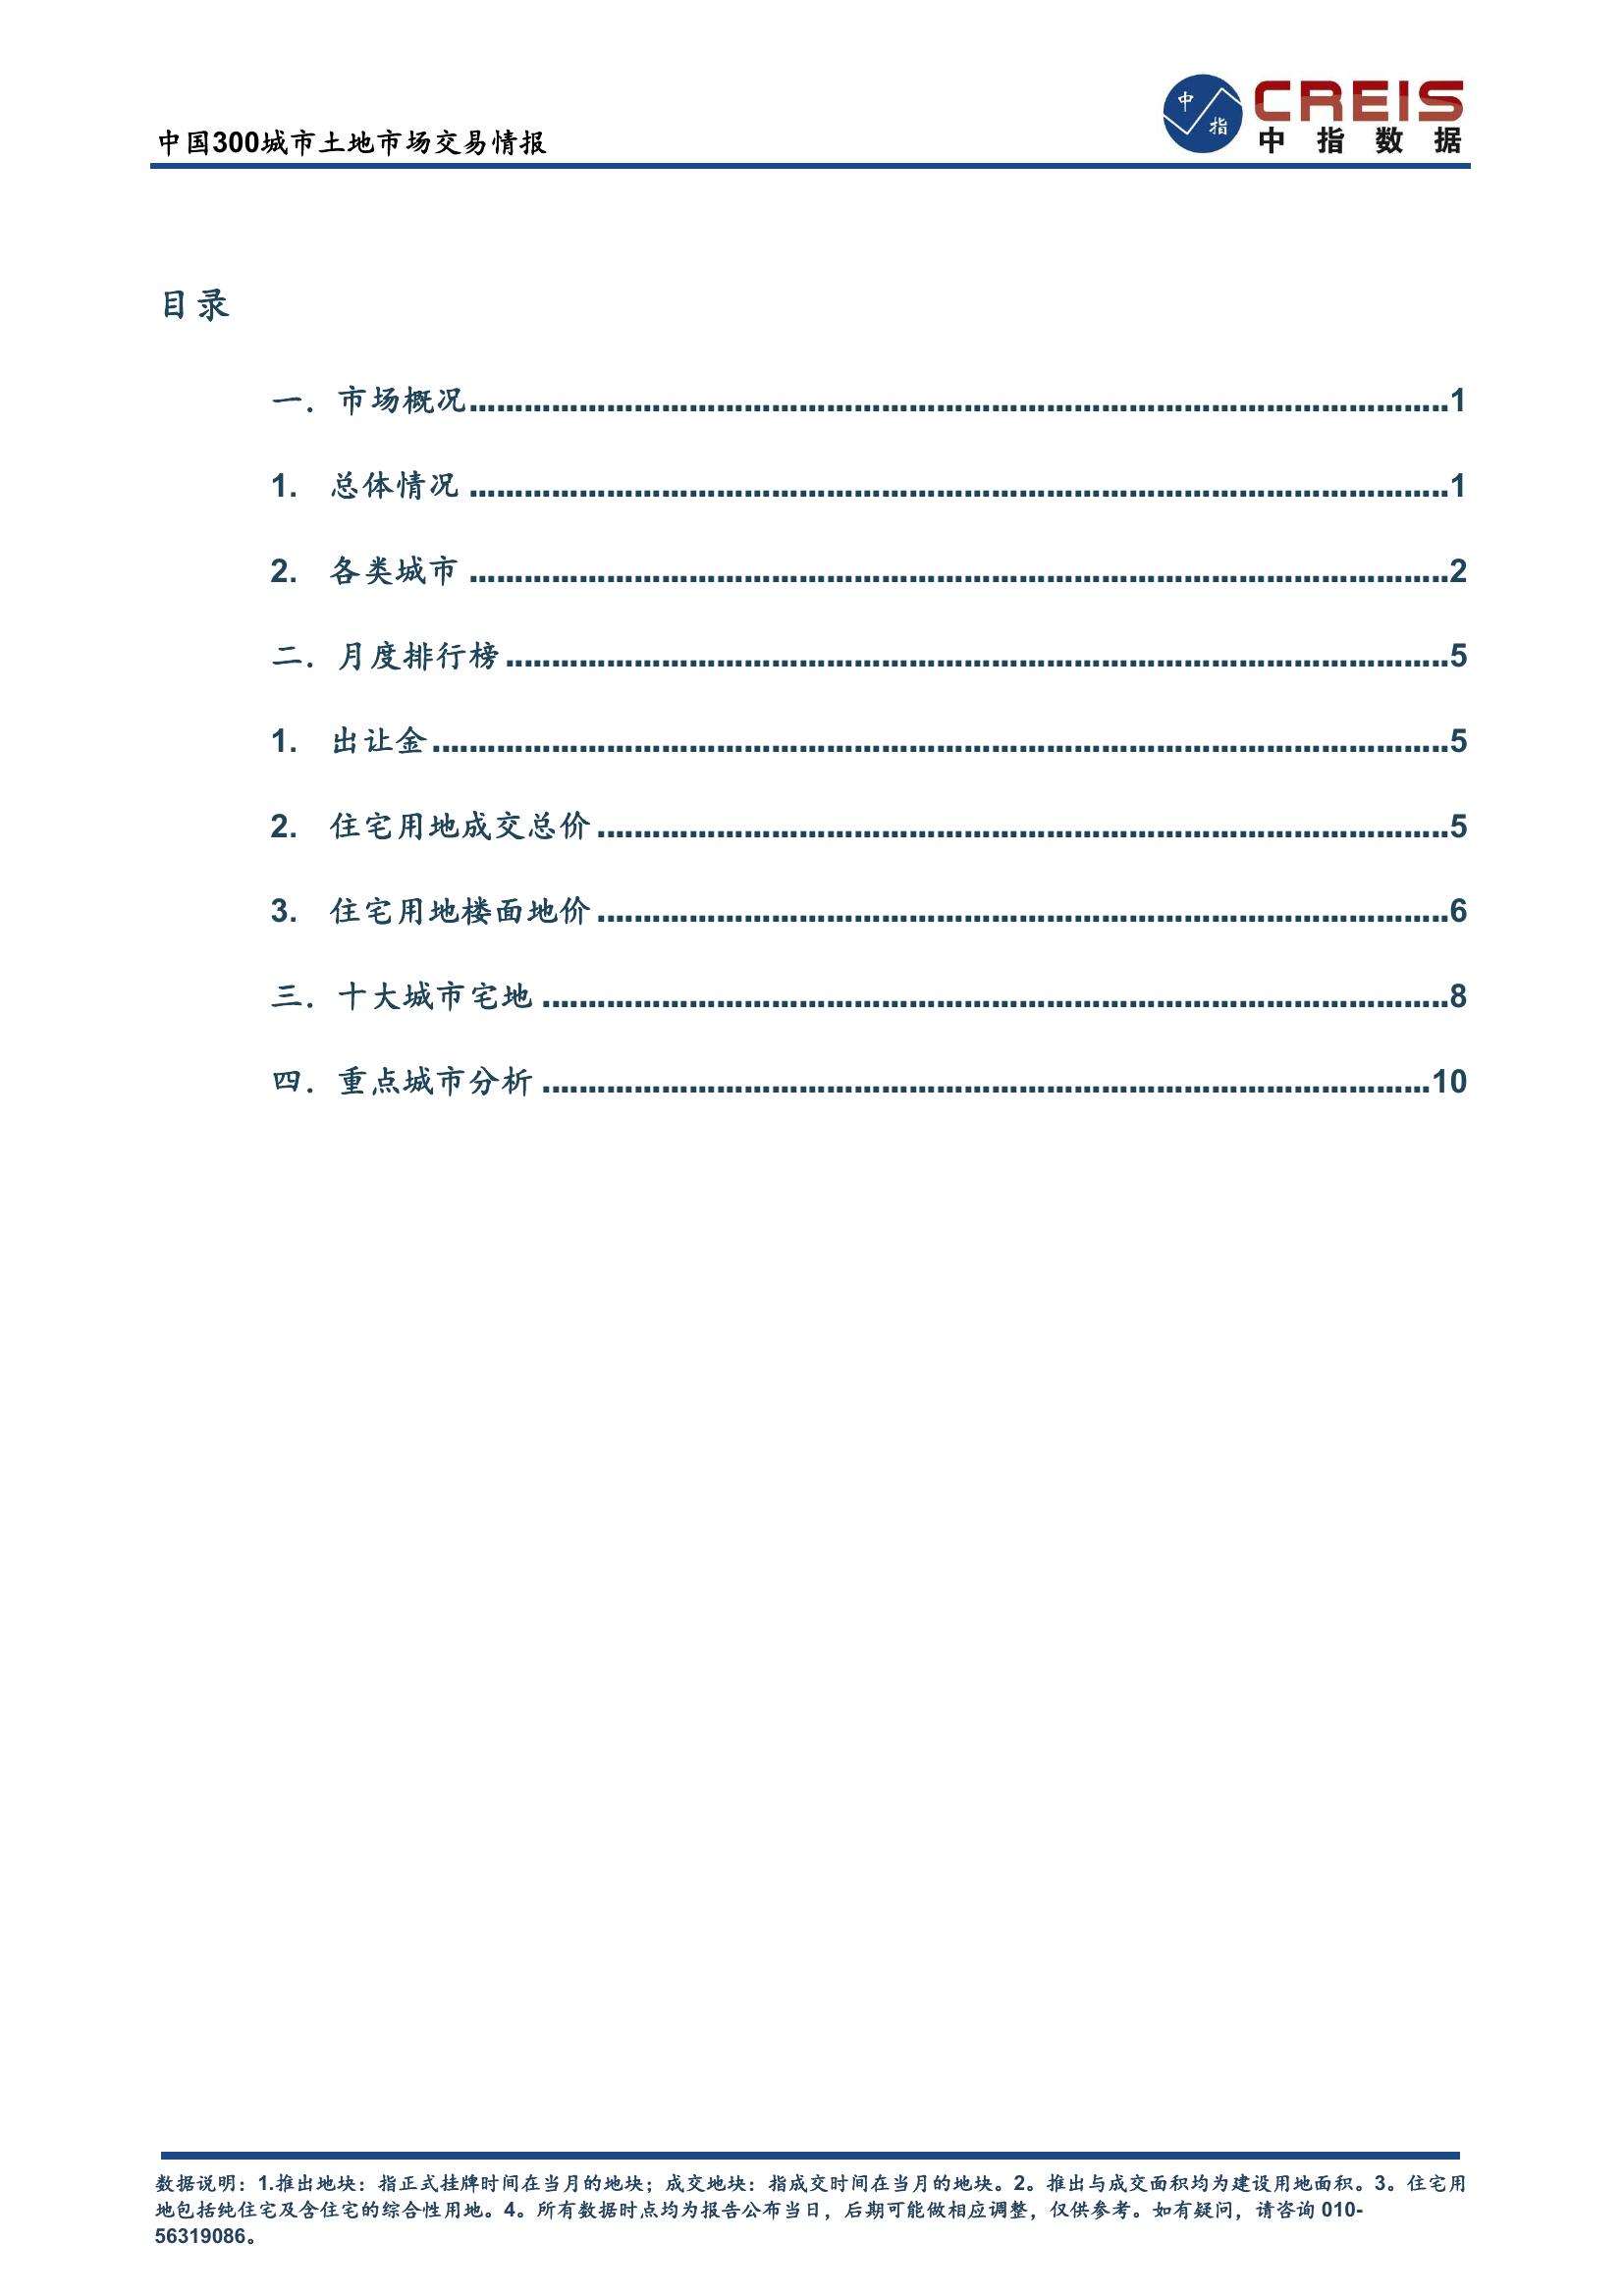 中国300城市土地市场交易情报
中 指
CREIS
中指数据
目录
一．市场概况........................................1
1. 总体情况........................................1
2. 各类城市........................................2
二．月度排行榜........................................5
1. 出让金........................................5
2. 住宅用地成交总价........................................5
3. 住宅用地楼面地价........................................6
三．十大城市宅地........................................8
四．重点城市分析........................................10
数据说明：1.推出地块：指正式挂牌时间在当月的地块；成交地块：指成交时间在当月的地块。2。推出与成交面积均为建设用地面积。3。住宅用
地包括纯住宅及含住宅的综合性用地。4。所有数据时点均为报告公布当日，后期可能做相应调整，仅供参考。如有疑问，请咨询 010-
56319086。